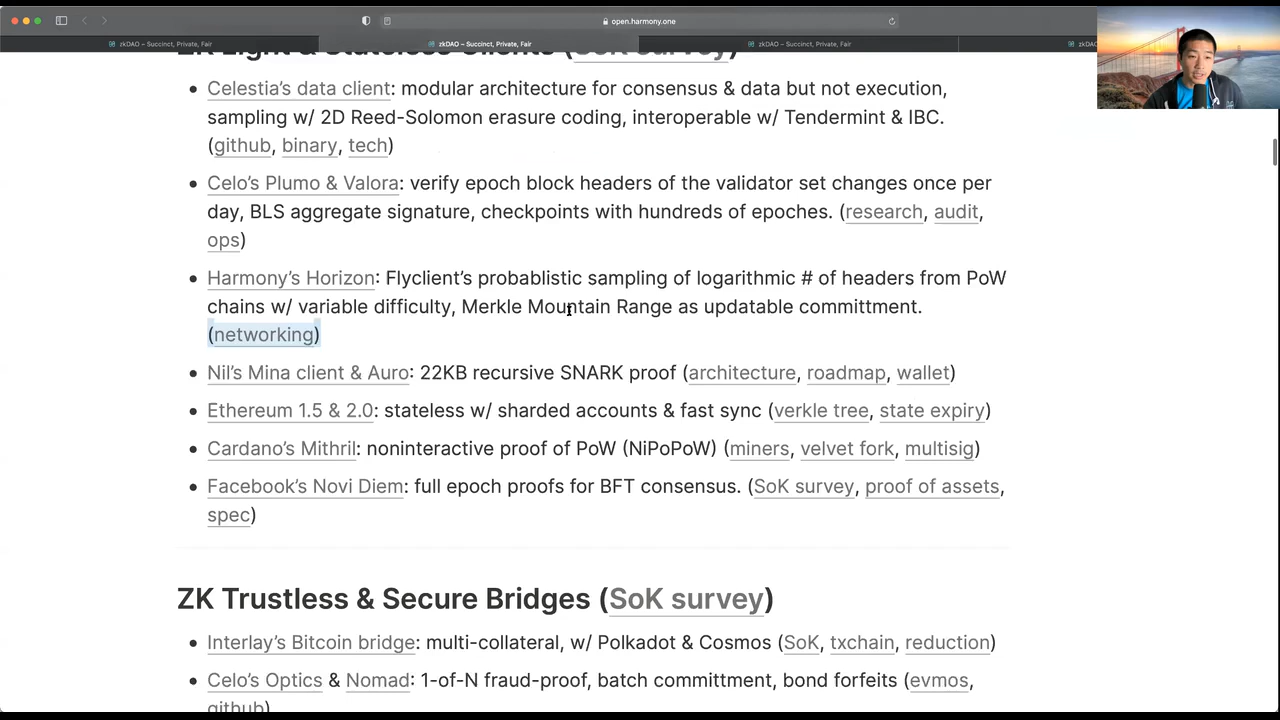 open.harmony.one
zkDAO – Succinct, Private, Fair
zkDAO – Succinct, Private, Fair
zkDAO – Succinct, Private, Fair
zkDAO
ZK Light & Stateless Clients (SoK survey)
Celestia’s data client: modular architecture for consensus & data but not execution,
sampling w/ 2D Reed-Solomon erasure coding, interoperable w/ Tendermint & IBC.
(github, binary, tech)
Celo’s Plumo & Valora: verify epoch block headers of the validator set changes once per
day, BLS aggregate signature, checkpoints with hundreds of epoches. (research, audit,
ops)
Harmony’s Horizon: Flyclient’s probablistic sampling of logarithmic # of headers from PoW
chains w/ variable difficulty, Merkle Mountain Range as updatable committment.
(networking)
Nil’s Mina client & Auro: 22KB recursive SNARK proof (architecture, roadmap, wallet)
Ethereum 1.5 & 2.0: stateless w/ sharded accounts & fast sync (verkle tree, state expiry)
Cardano’s Mithril: noninteractive proof of PoW (NiPoPoW) (miners, velvet fork, multisig)
Facebook’s Novi Diem: full epoch proofs for BFT consensus. (SoK survey, proof of assets,
spec)
ZK Trustless & Secure Bridges (SoK survey)
Interlay’s Bitcoin bridge: multi-collateral, w/ Polkadot & Cosmos (SoK, txchain, reduction)
Celo’s Optics & Nomad: 1-of-N fraud-proof, batch committment, bond forfeits (evmos,
github)